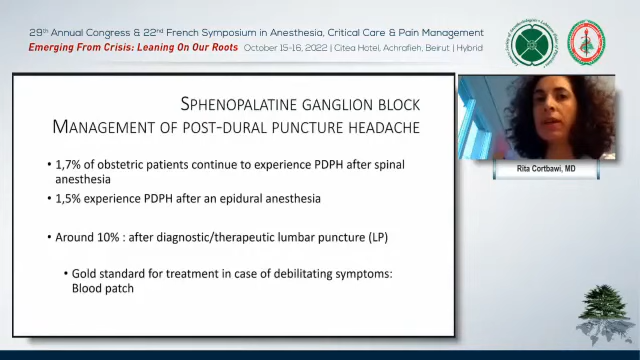 29th Annual Congress & 22nd French Symposium in Anesthesia, Critical Care & Pain Management
Emerging From Crisis: Leaning On Our Roots October 15-16, 2022 | Citea Hotel, Achrafieh, Beirut | Hybrid
SPHENOPALATINE GANGLION BLOCK
MANAGEMENT OF POST-DURAL PUNCTURE HEADACHE
• 1,7% of obstetric patients continue to experience PDPH after spinal
anesthesia
• 1,5% experience PDPH after an epidural anesthesia
• Around 10% : after diagnostic/therapeutic lumbar puncture (LP)
• Gold standard for treatment in case of debilitating symptoms:
Blood patch
Rita Cortbawi, MD